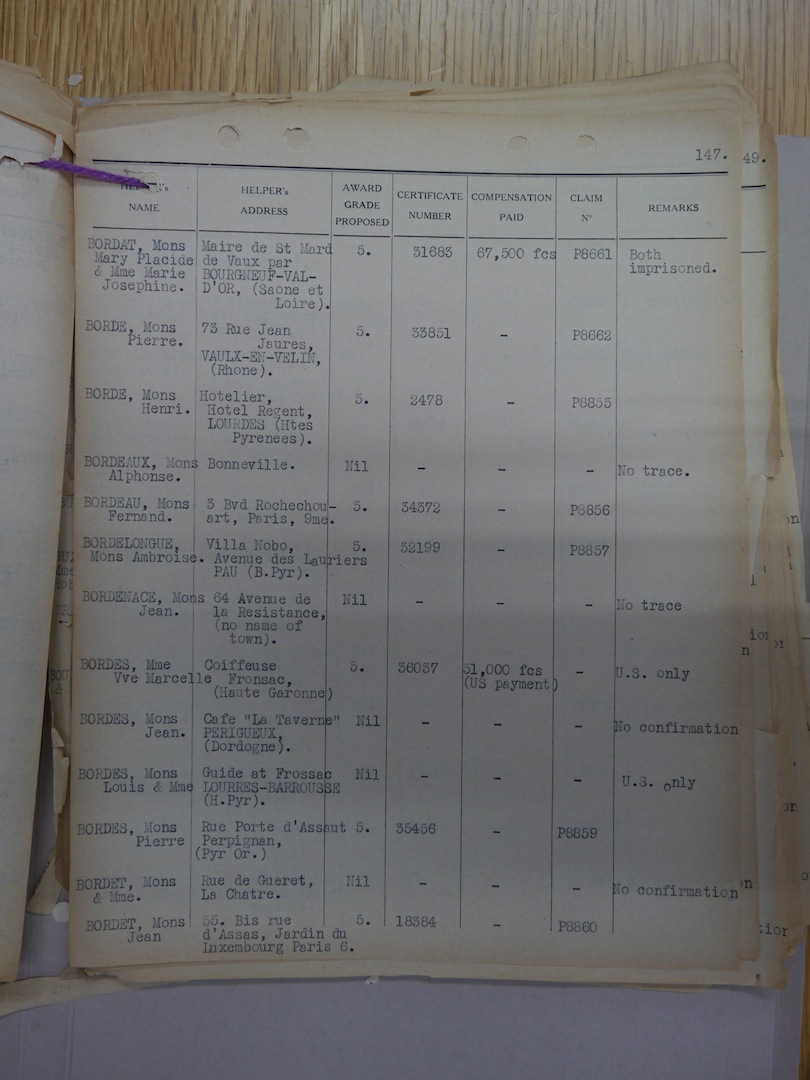 147.
49.
HELPER's NAME
HELPER's ADDRESS
AWARD GRADE PROPOSED
CERTIFICATE NUMBER
COMPENSATION PAID
CLAIM Nº
REMARKS
BORDAT, Mons Maire de St Mard 5. 31683 67,500 fcs P8661 Both
Mary Placide de Vaux par imprisoned.
& Mme Marie BOURGNEUF-VAL-
Josephine. D'OR, (Saone et
Loire).
BORDE, Mons 73 Rue Jean 5. 33851 - P8662
Pierre. Jaures,
VAULX-EN-VELIN,
(Rhone).
BORDE, Mons Hotelier, 5. 2478 - P8855
Henri. Hotel Regent,
LOURDES (Htes
Pyrenees).
BORDEAUX, Mons Bonneville. Nil - - - No trace.
Alphonse.
BORDEAU, Mons 3 Bvd Rochechou- 5. 34372 - P8856
Fernand. art, Paris, 9me.
BORDELONGUE, Villa Nobo, 5. 32199 - P8857
Mons Ambroise. Avenue des Lauriers
PAU (B.Pyr).
BORDENACE, Mons 64 Avenue de Nil - - - No trace
Jean. la Resistance,
(no name of
town).
BORDES, Mme Coiffeuse 5. 36037 51,000 fcs - U.S. only
Vve Marcelle Fronsac, (US payment)
(Haute Garonne)
BORDES, Mons Cafe "La Taverne" Nil - - - No confirmation
Jean. PERIGUEUX,
(Dordogne).
BORDES, Mons Guide at Frossac Nil - - - U.S. only
Louis & Mme LOURRES-BARROUSSE
(H.Pyr).
BORDES, Mons Rue Porte d'Assaut 5. 35456 - P8859
Pierre Perpignan,
(Pyr Or.)
BORDET, Mons Rue de Gueret, Nil - - - No confirmation
& Mme. La Chatre.
BORDET, Mons 55. Bis rue 5. 18384 - P8860
Jean d'Assas, Jardin du
Luxembourg Paris 6.